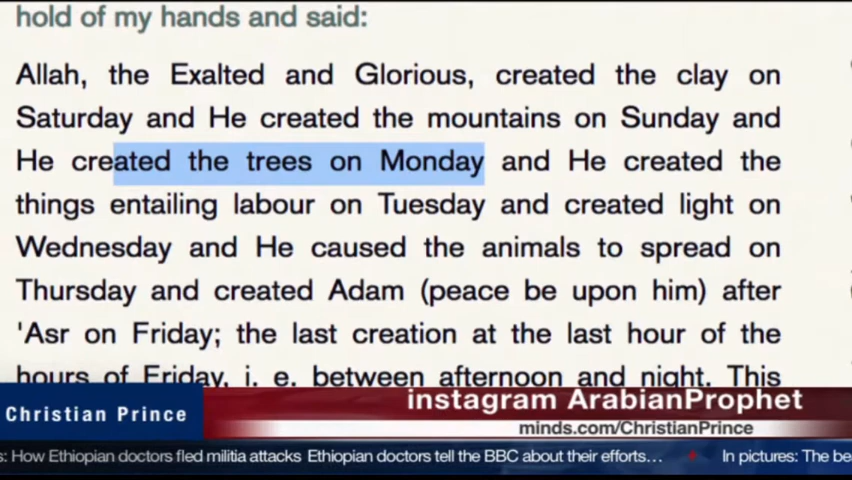 hold of my hands and said:
Allah, the Exalted and Glorious, created the clay on
Saturday and He created the mountains on Sunday and
He created the trees on Monday and He created the
things entailing labour on Tuesday and created light on
Wednesday and He caused the animals to spread on
Thursday and created Adam (peace be upon him) after
'Asr on Friday; the last creation at the last hour of the
hours of Friday, i. e. between afternoon and night. This
Christian Prince
instagram ArabianProphet
minds.com/ChristianPrince
s: How Ethiopian doctors fled militia attacks Ethiopian doctors tell the BBC about their efforts... In pictures: The be